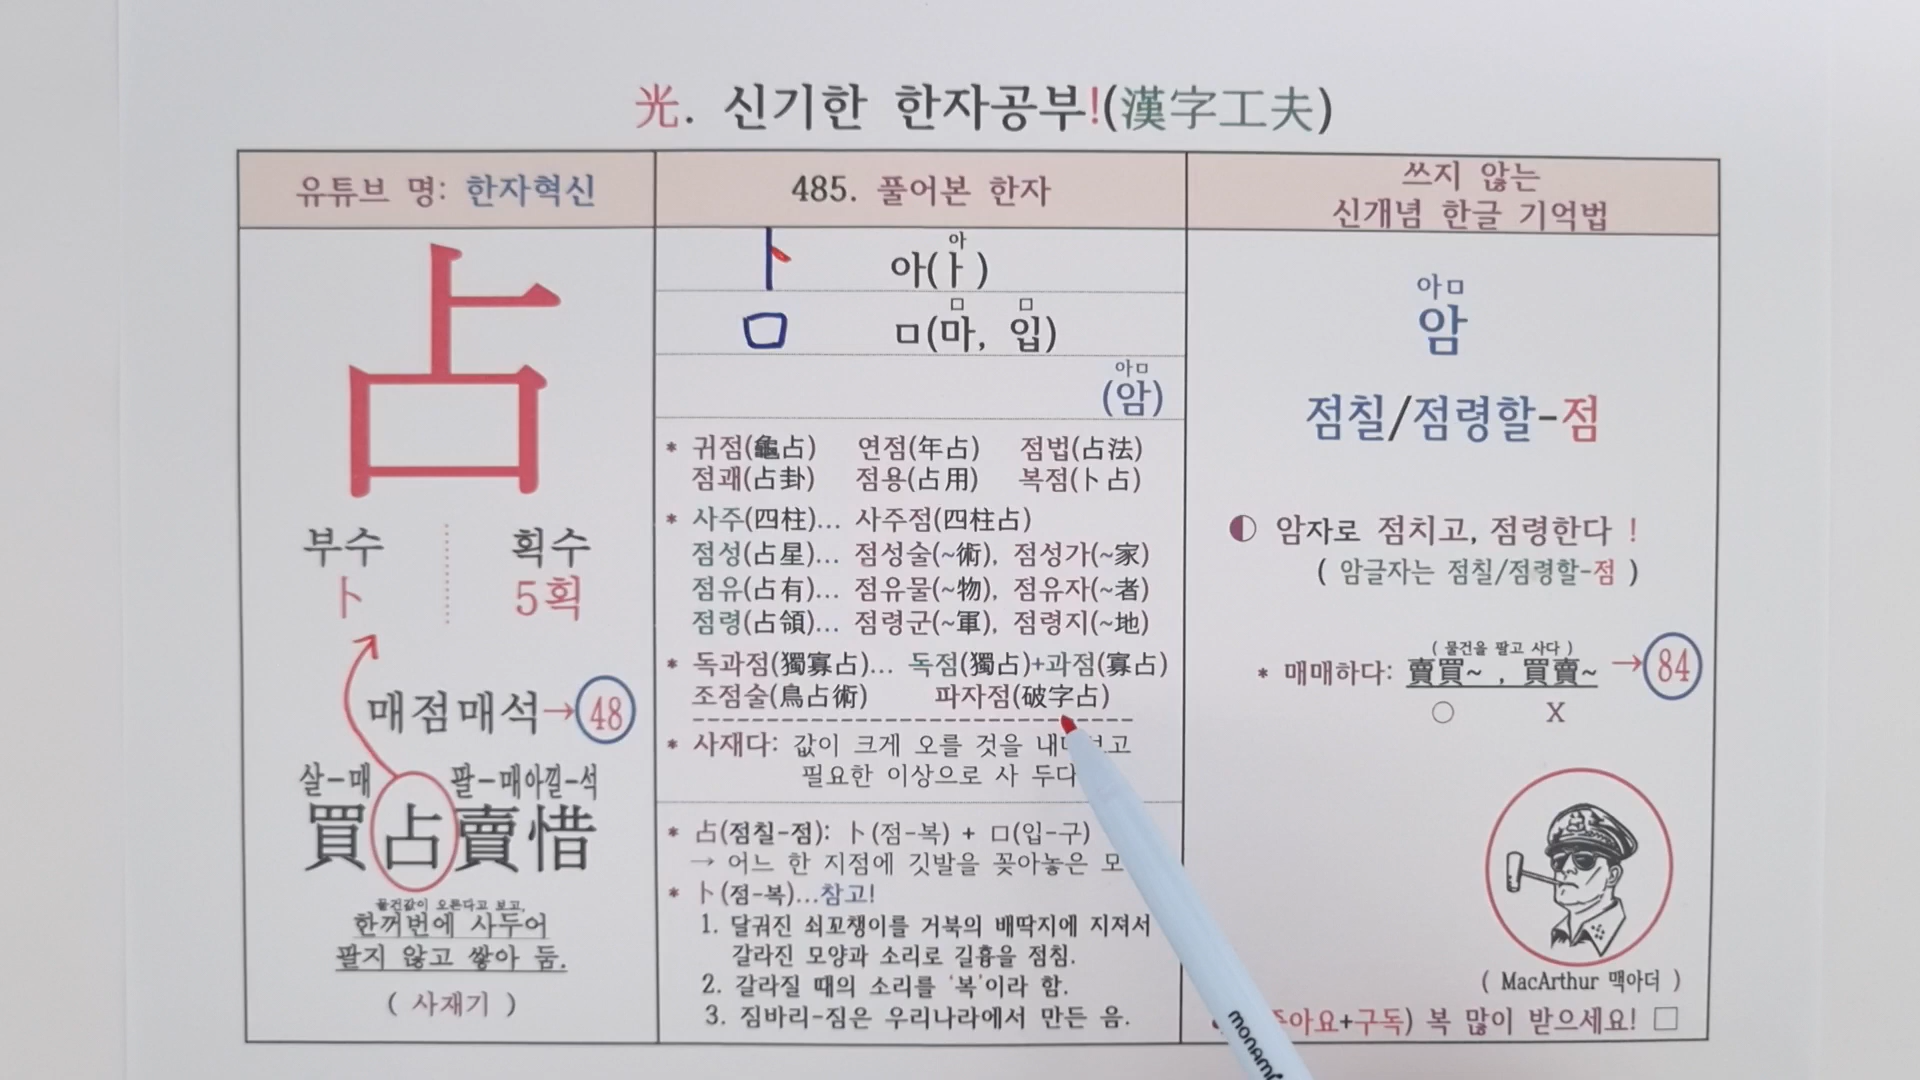 光. 신기한 한자공부!(漢字工夫)
유튜브 명: 한자혁신
占
부수 획수
卜 5획
매점매석→48
살-매 팔-매아낄-석
買占賣惜
물건값이 오른다고 보고,
한꺼번에 사두어
팔지 않고 쌓아 둠.
( 사재기 )
485. 풀어본 한자
아
卜 아(ㅏ)
ㅁ ㅁ
口 ㅁ(마, 입)
아ㅁ
(암)
* 귀점(龜占) 연점(年占) 점법(占法)
점괘(占卦) 점용(占用) 복점(卜占)
* 사주(四柱)... 사주점(四柱占)
점성(占星)... 점성술(~術), 점성가(~家)
점유(占有)... 점유물(~物), 점유자(~者)
점령(占領)... 점령군(~軍), 점령지(~地)
* 독과점(獨寡占)... 독점(獨占)+과점(寡占)
조점술(鳥占術) 파자점(破字占)
* 사재다: 값이 크게 오를 것을 내다보고
필요한 이상으로 사 두다
* 占(점칠-점): 卜(점-복) + 口(입-구)
→ 어느 한 지점에 깃발을 꽂아놓은 모
* 卜(점-복)...참고!
1. 달궈진 쇠꼬챙이를 거북의 배딱지에 지져서
갈라진 모양과 소리로 길흉을 점침.
2. 갈라질 때의 소리를 '복'이라 함.
3. 짐바리-짐은 우리나라에서 만든 음.
쓰지 않는
신개념 한글 기억법
아ㅁ
암
점칠/점령할-점
◐ 암자로 점치고, 점령한다 !
( 암글자는 점칠/점령할-점 )
( 물건을 팔고 사다 )
* 매매하다: 賣買~ , 買賣~ →84
○ X
( MacArthur 맥아더 )
좋아요+구독) 복 많이 받으세요! □
monami